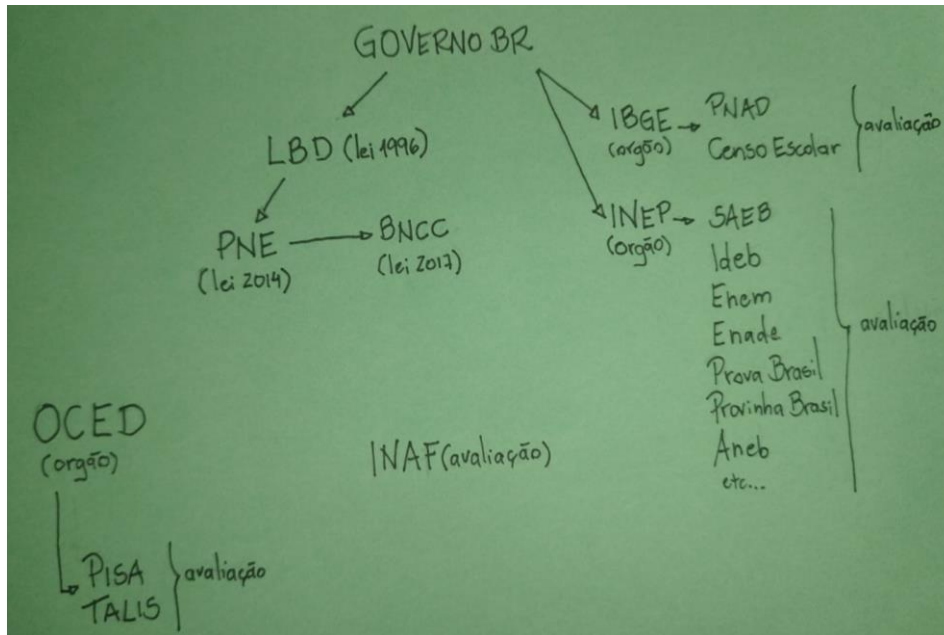 GOVERNO BR
LBD (lei 1996)
PNE
(lei 2014)
BNCC
(lei 2017)
IBGE
(orgão)
PNAD
Censo Escolar
avaliação
INEP
(orgão)
SAEB
Ideb
Enem
Enade
Prova Brasil
Provinha Brasil
Aneb
etc...
avaliação
OCED
(orgão)
PISA
TALIS
avaliação
INAF (avaliação)